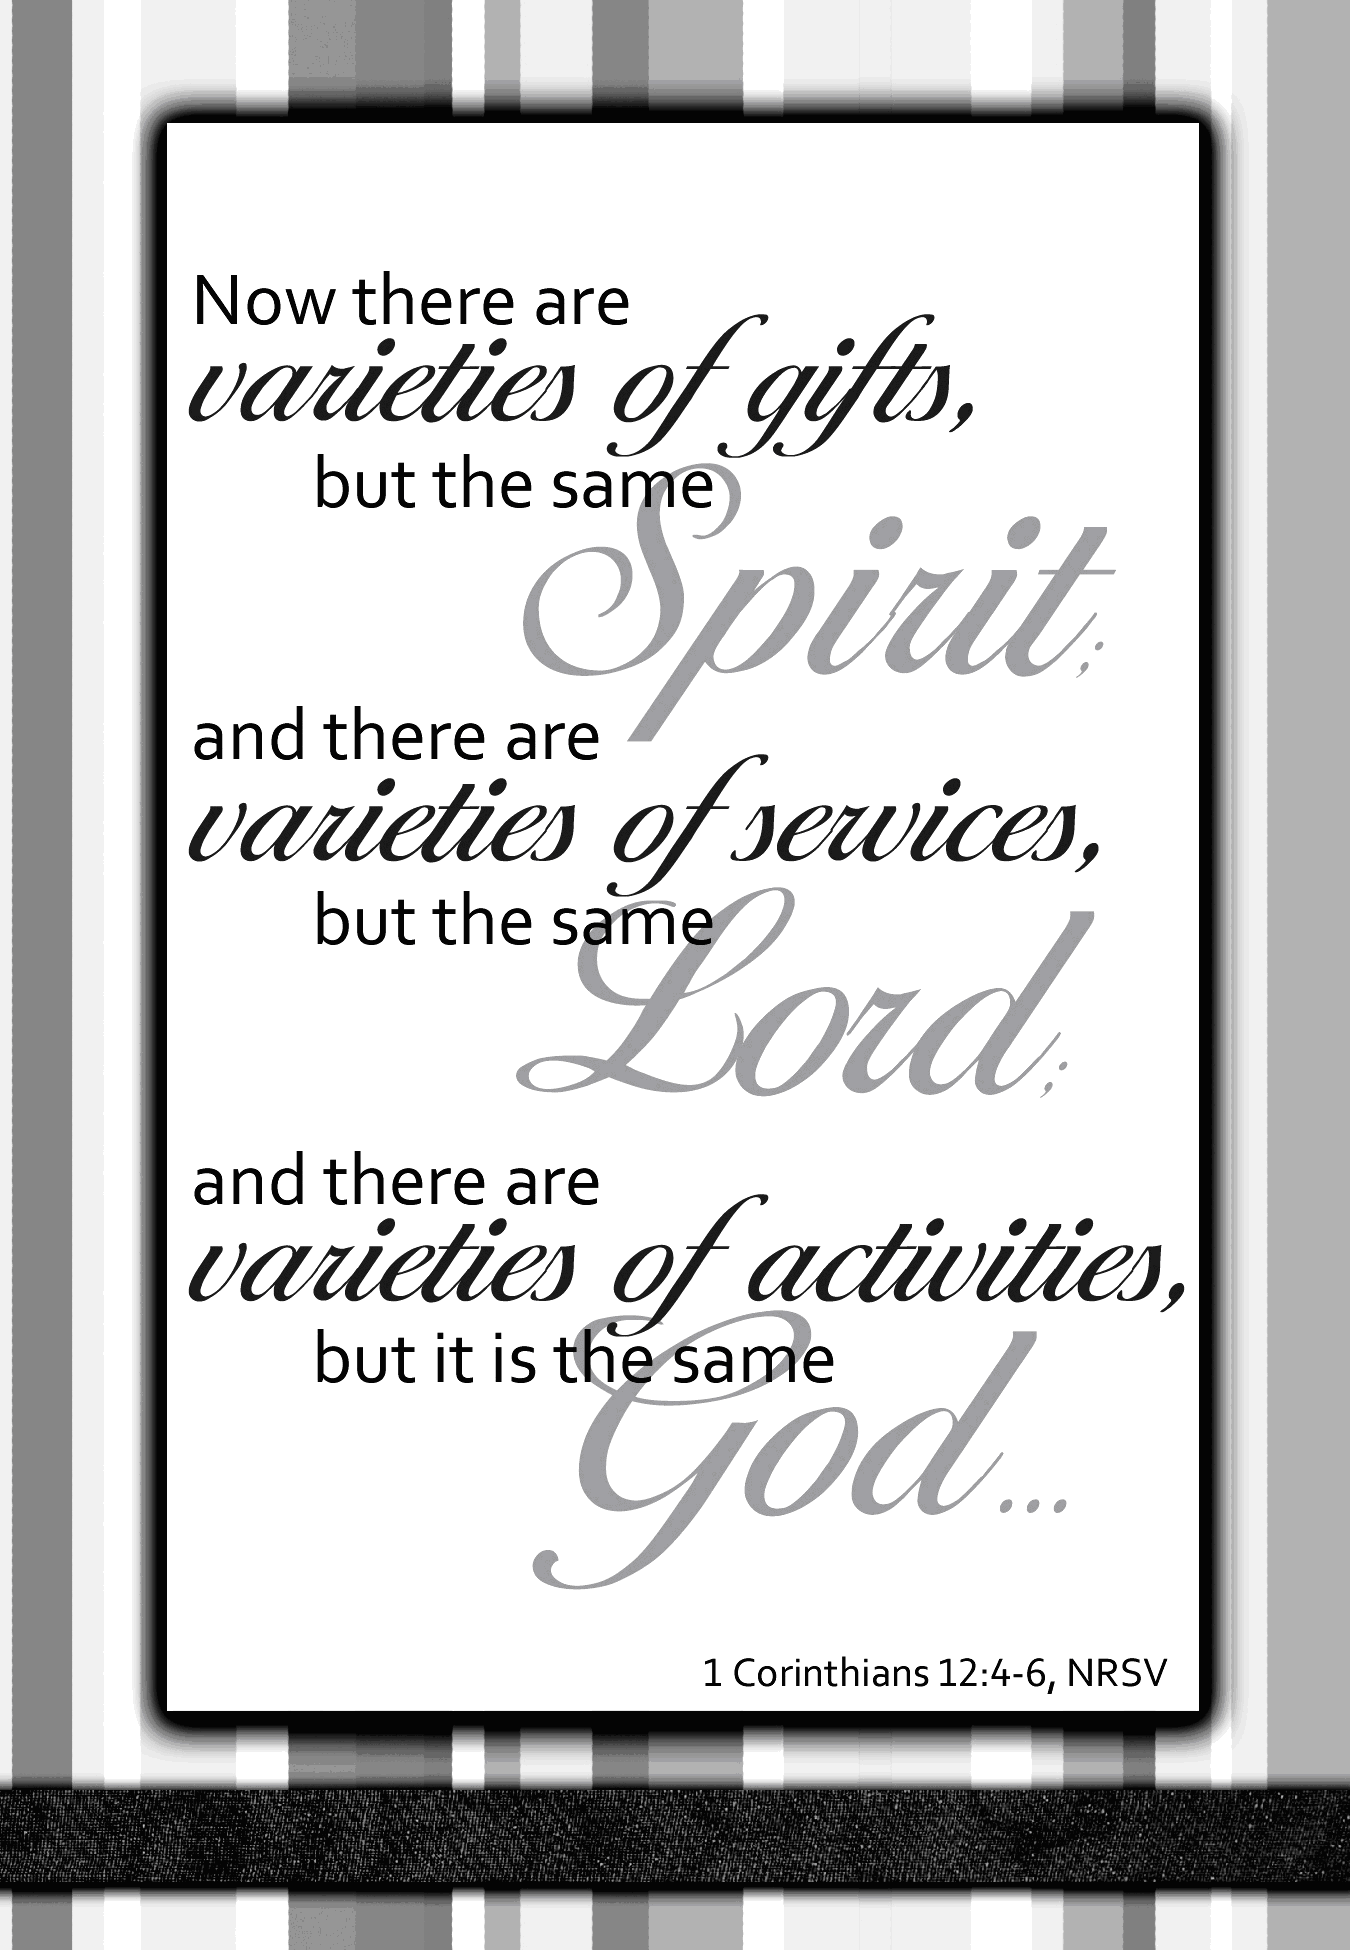 Now there are
varieties of gifts,
but the same
Spirit;
and there are
varieties of services,
but the same
Lord;
and there are
varieties of activities,
but it is the same
God...
1 Corinthians 12:4-6, NRSV